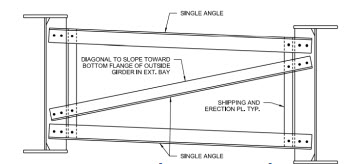 SINGLE ANGLE
DIAGONAL TO SLOPE TOWARD
BOTTOM FLANGE OF OUTSIDE
GIRDER IN EXT. BAY
SHIPPING AND
ERECTION PL. TYP.
SINGLE ANGLE